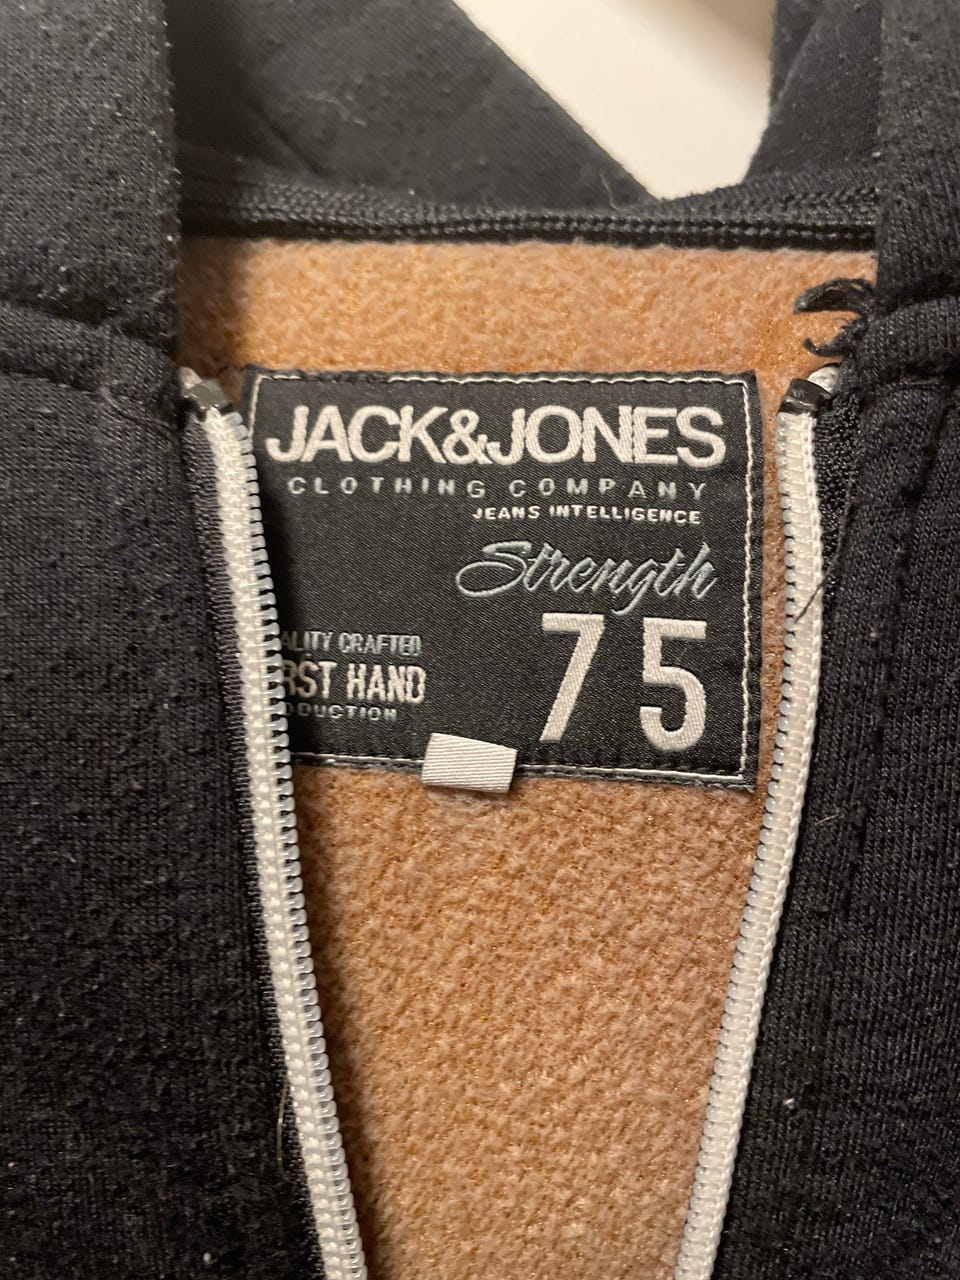 JACK&JONES
CLOTHING COMPANY
JEANS INTELLIGENCE
Strength
75
ALITY CRAFTED
RST HAND
ODUCTION